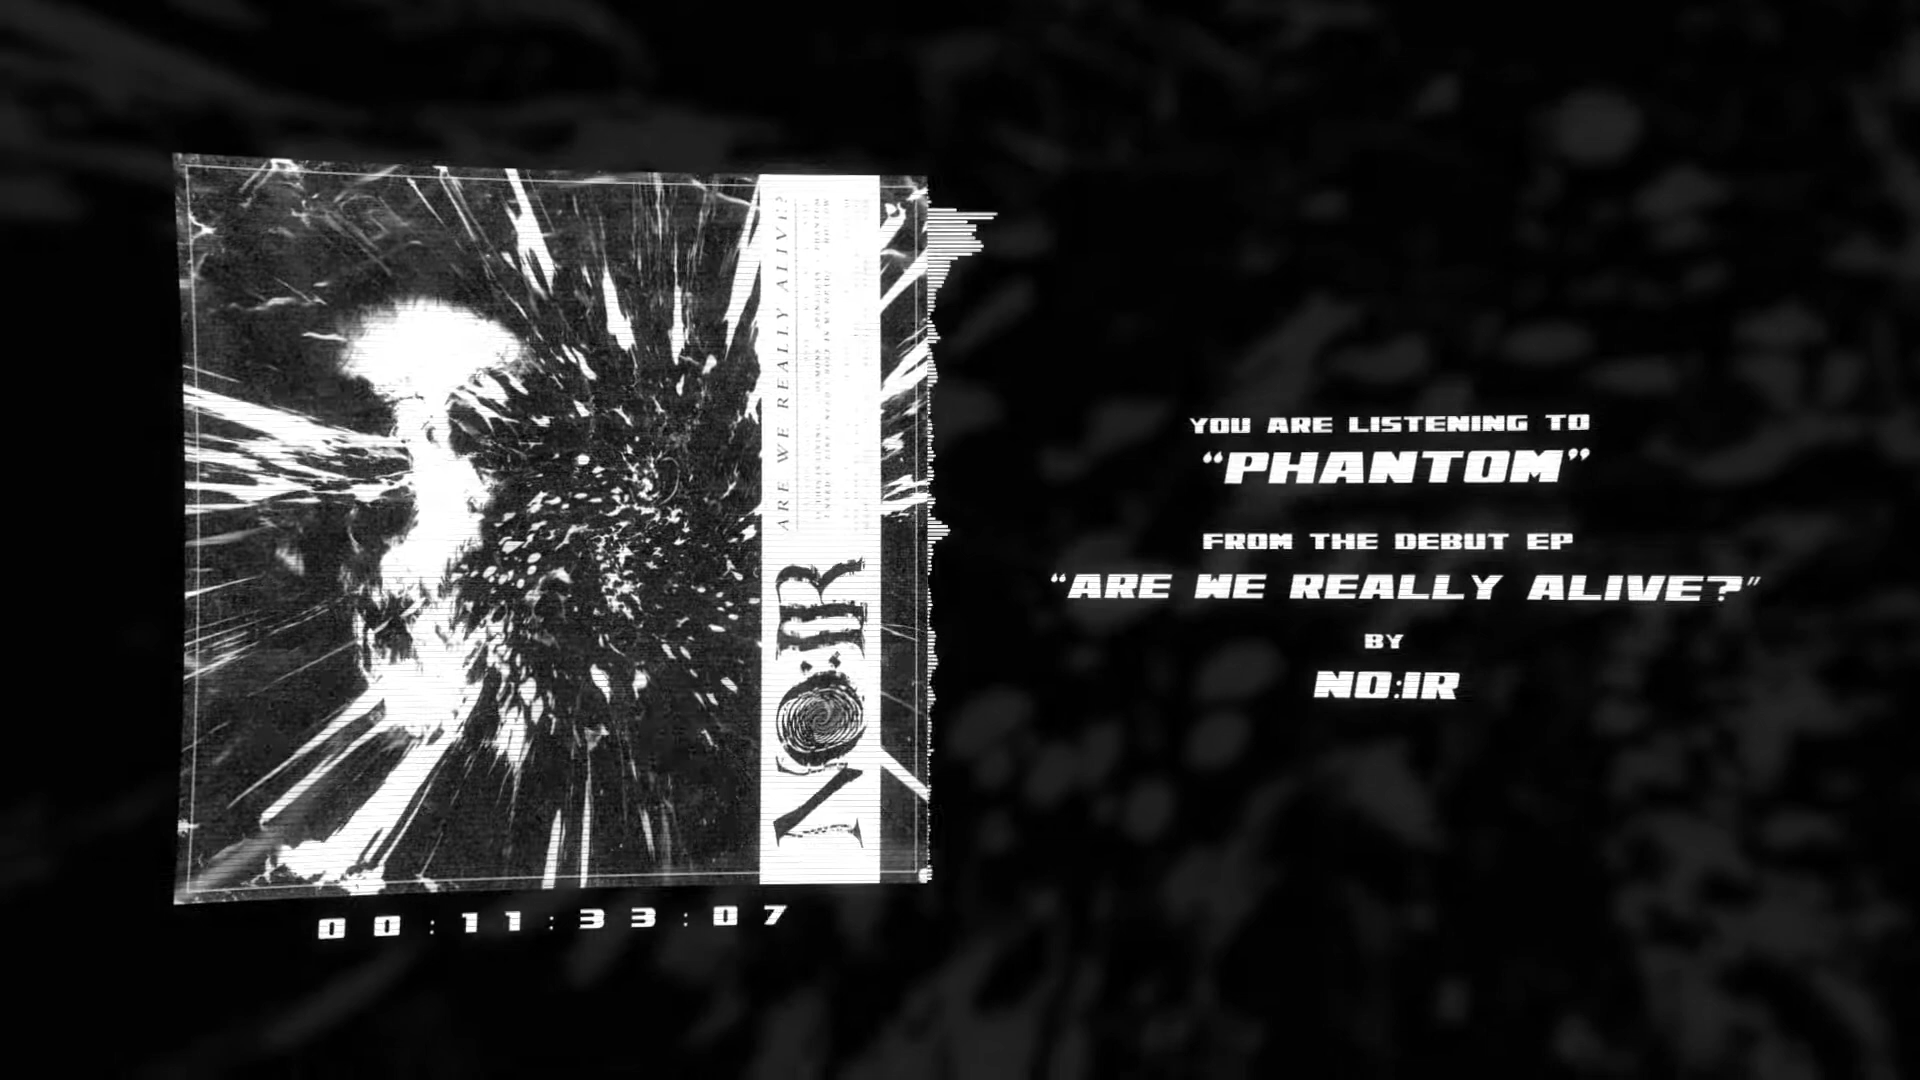 ARE WE REALLY ALIVE?
NO:IR
00:11:33:07
YOU ARE LISTENING TO
“PHANTOM”
FROM THE DEBUT EP
“ARE WE REALLY ALIVE?”
BY
NO:IR